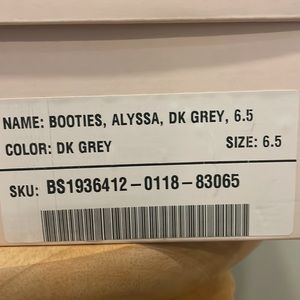 NAME: BOOTIES, ALYSSA, DK GREY, 6.5
COLOR: DK GREY SIZE: 6.5
SKU: BS1936412-0118-83065